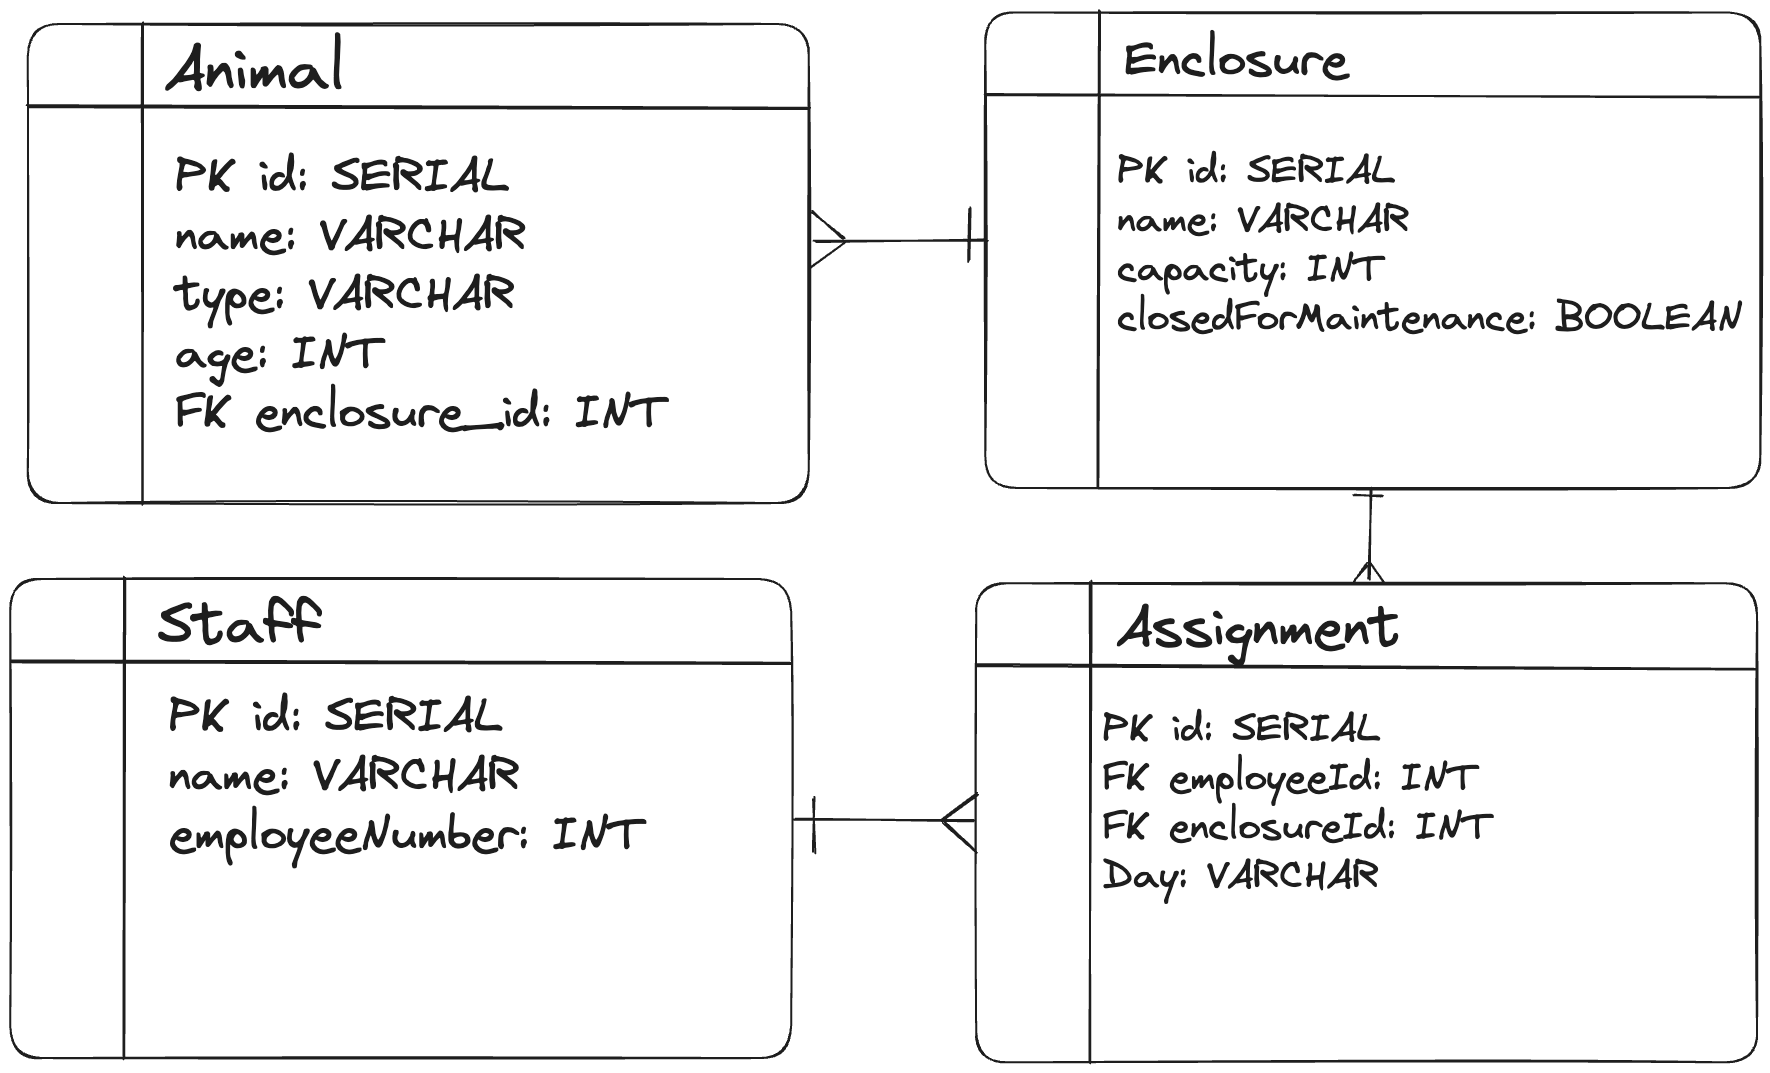 Animal
PK id: SERIAL
name: VARCHAR
type: VARCHAR
age: INT
FK enclosure_id: INT
Enclosure
PK id: SERIAL
name: VARCHAR
capacity: INT
closedForMaintenance: BOOLEAN
Staff
PK id: SERIAL
name: VARCHAR
employeeNumber: INT
Assignment
PK id: SERIAL
FK employeeId: INT
FK enclosureId: INT
Day: VARCHAR